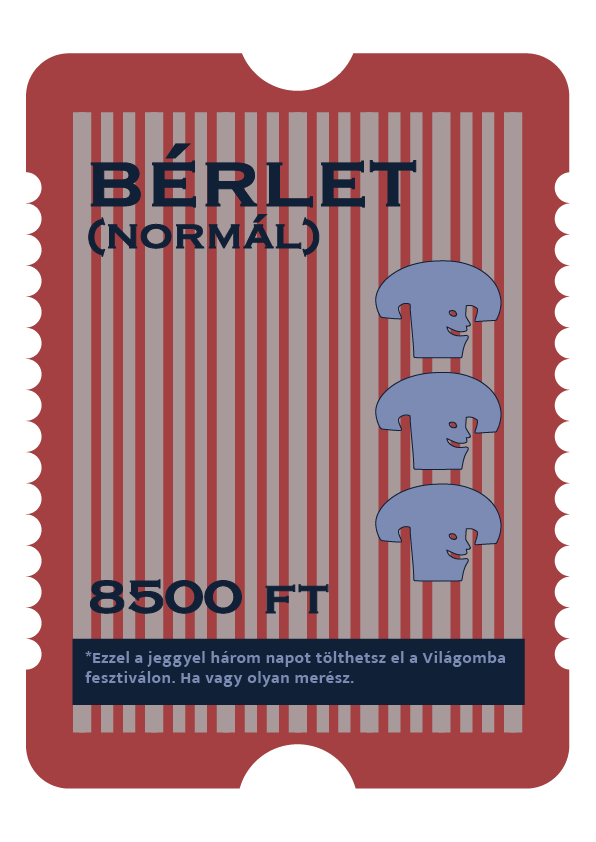 BÉRLET
(NORMÁL)
8500 FT
*Ezzel a jeggyel három napot tölthetsz el a Világomba
fesztiválon. Ha vagy olyan merész.